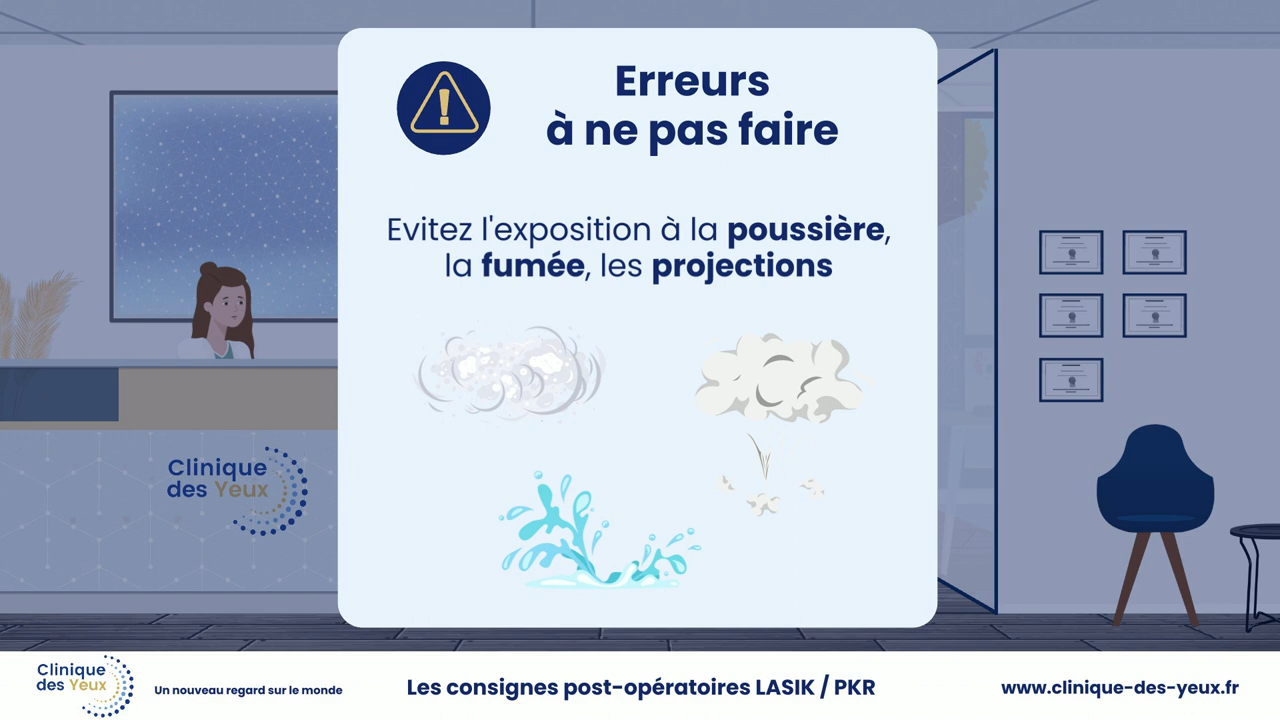 Erreurs
à ne pas faire
Evitez l'exposition à la poussière,
la fumée, les projections
Clinique
des Yeux
Clinique
des Yeux
Un nouveau regard sur le monde
Les consignes post-opératoires LASIK / PKR
www.clinique-des-yeux.fr